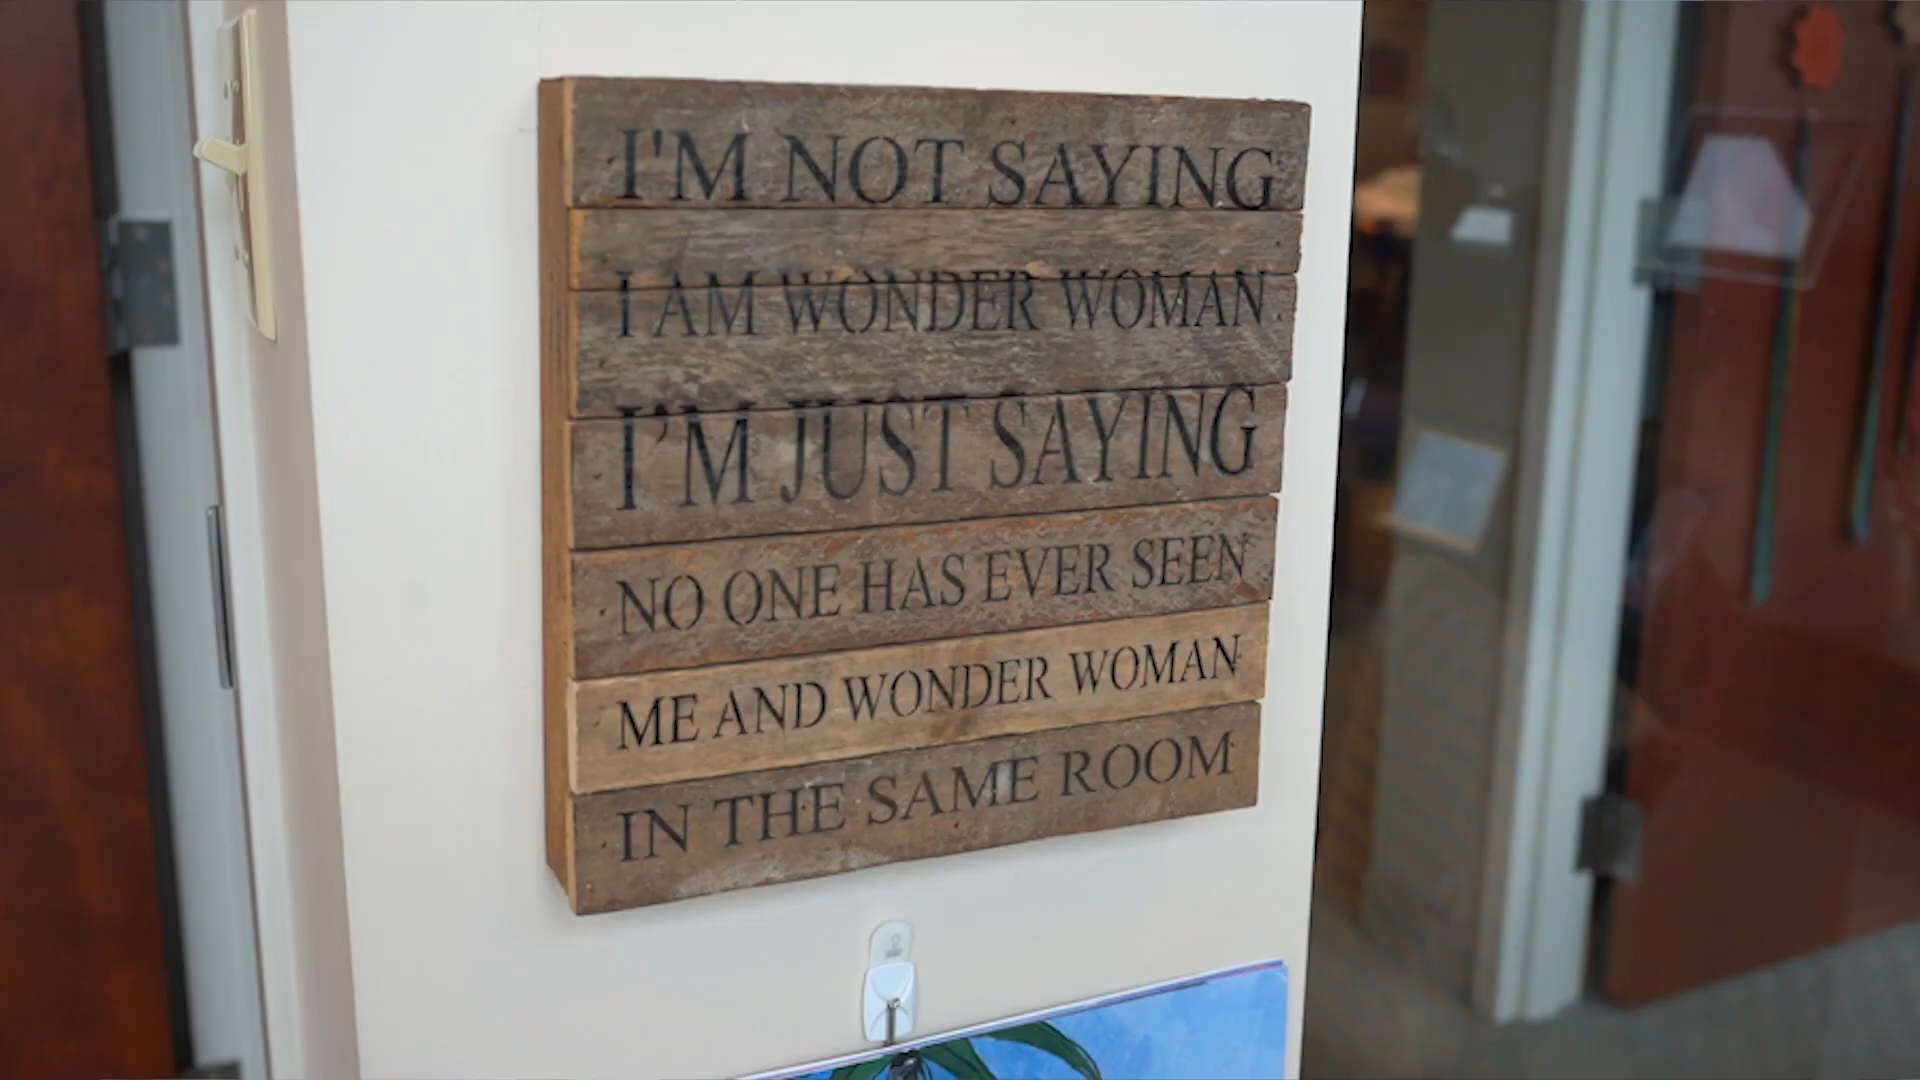 I'M NOT SAYING
I AM WONDER WOMAN
I'M JUST SAYING
NO ONE HAS EVER SEEN
ME AND WONDER WOMAN
IN THE SAME ROOM